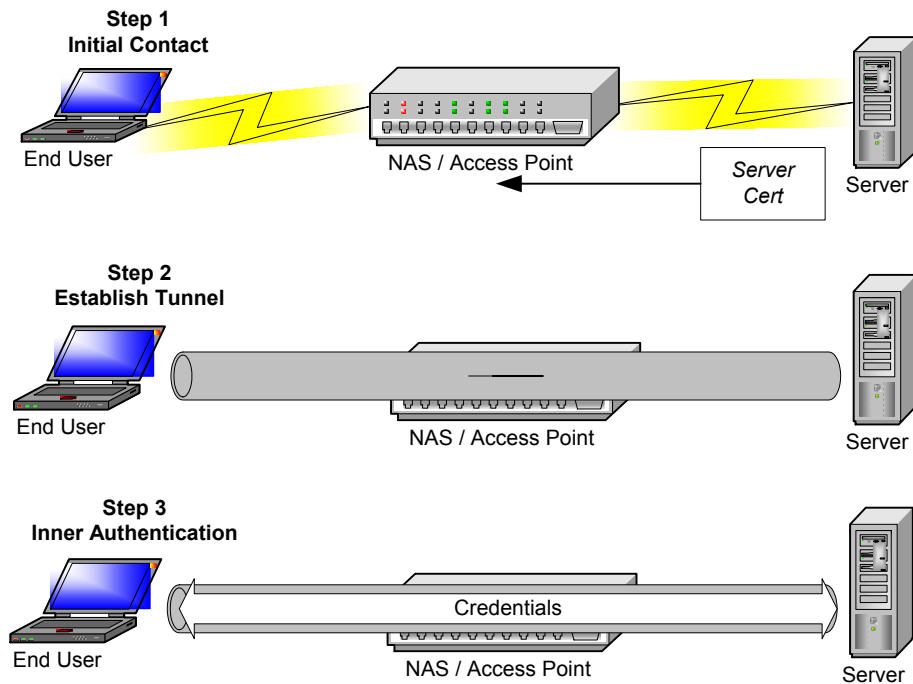 Step 1
Initial Contact
End User
NAS / Access Point
Server
Cert
Server
Step 2
Establish Tunnel
End User
NAS / Access Point
Server
Step 3
Inner Authentication
Credentials
End User
NAS / Access Point
Server